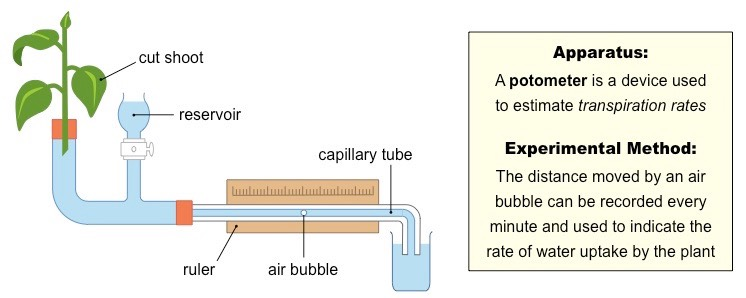 cut shoot
reservoir
capillary tube
ruler
air bubble
Apparatus:
A potometer is a device used
to estimate transpiration rates
Experimental Method:
The distance moved by an air
bubble can be recorded every
minute and used to indicate the
rate of water uptake by the plant